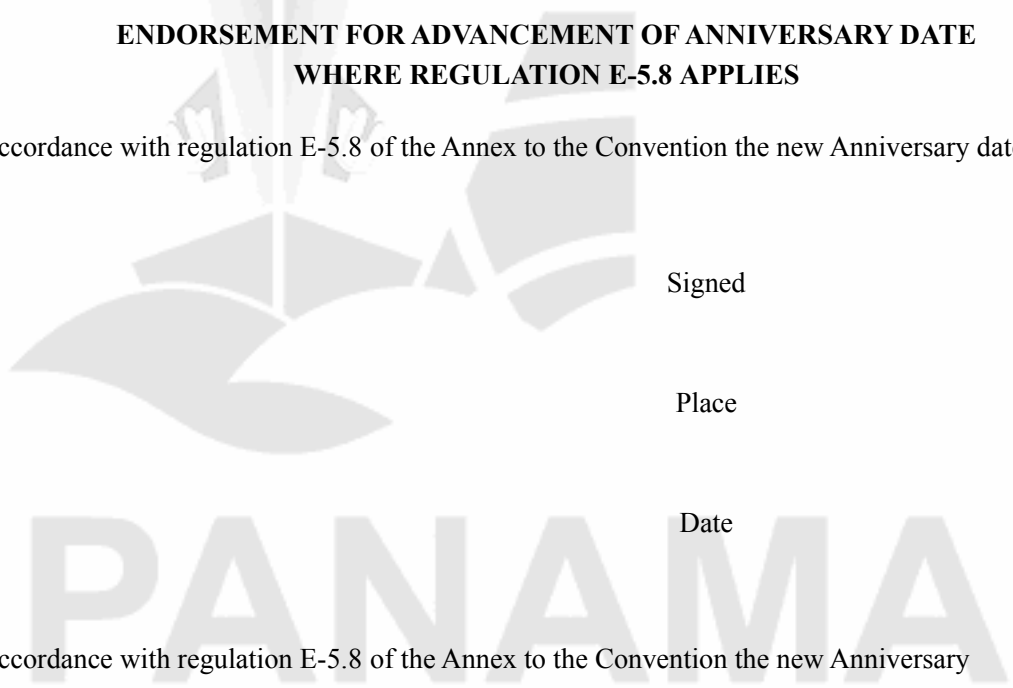 ENDORSEMENT FOR ADVANCEMENT OF ANNIVERSARY DATE
WHERE REGULATION E-5.8 APPLIES
ccordance with regulation E-5.8 of the Annex to the Convention the new Anniversary dat
Signed
Place
Date
PANAMA
ccordance with regulation E-5.8 of the Annex to the Convention the new Anniversary